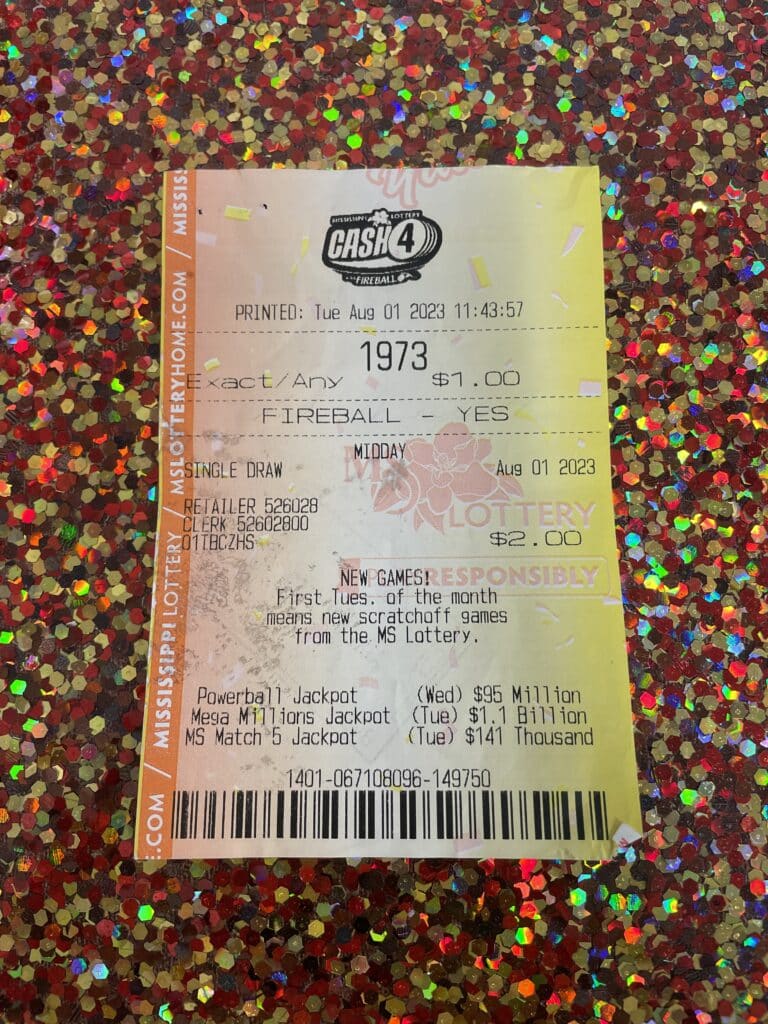 MISSISSIPPI LOTTERY
CASH 4
FIREBALL
PRINTED: Tue Aug 01 2023 11:43:57
1973
Exact/Any $1.00
FIREBALL - YES
MIDDAY
SINGLE DRAW Aug 01 2023
RETAILER 526028
CLERK 52602800
01TBCZHS
$2.00
MS LOTTERY
RESPONSIBLY
NEW GAMES!
First Tues. of the month
means new scratchoff games
from the MS Lottery.
Powerball Jackpot (Wed) $95 Million
Mega Millions Jackpot (Tue) $1.1 Billion
MS Match 5 Jackpot (Tue) $141 Thousand
1401-067108096-149750
E.COM / MISSISSIPPI LOTTERY / MSLOTTERYHOME.COM / MISSISS